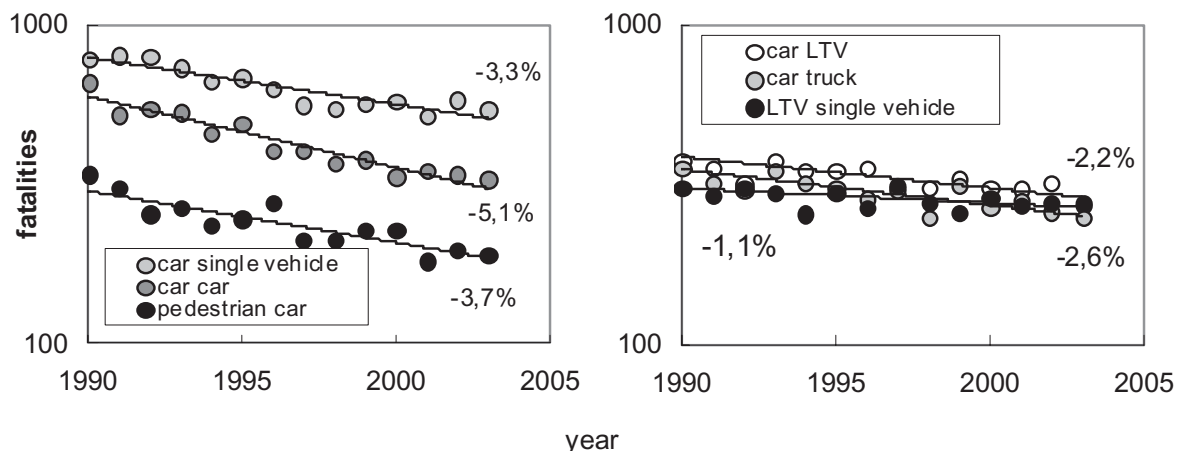 1000
fatalities
100
-3,3%
-5,1%
-3,7%
car single vehicle
car car
pedestrian car
1990 1995 2000 2005
1000
car LTV
car truck
LTV single vehicle
-2,2%
-1,1%
-2,6%
100
1990 1995 2000 2005
year